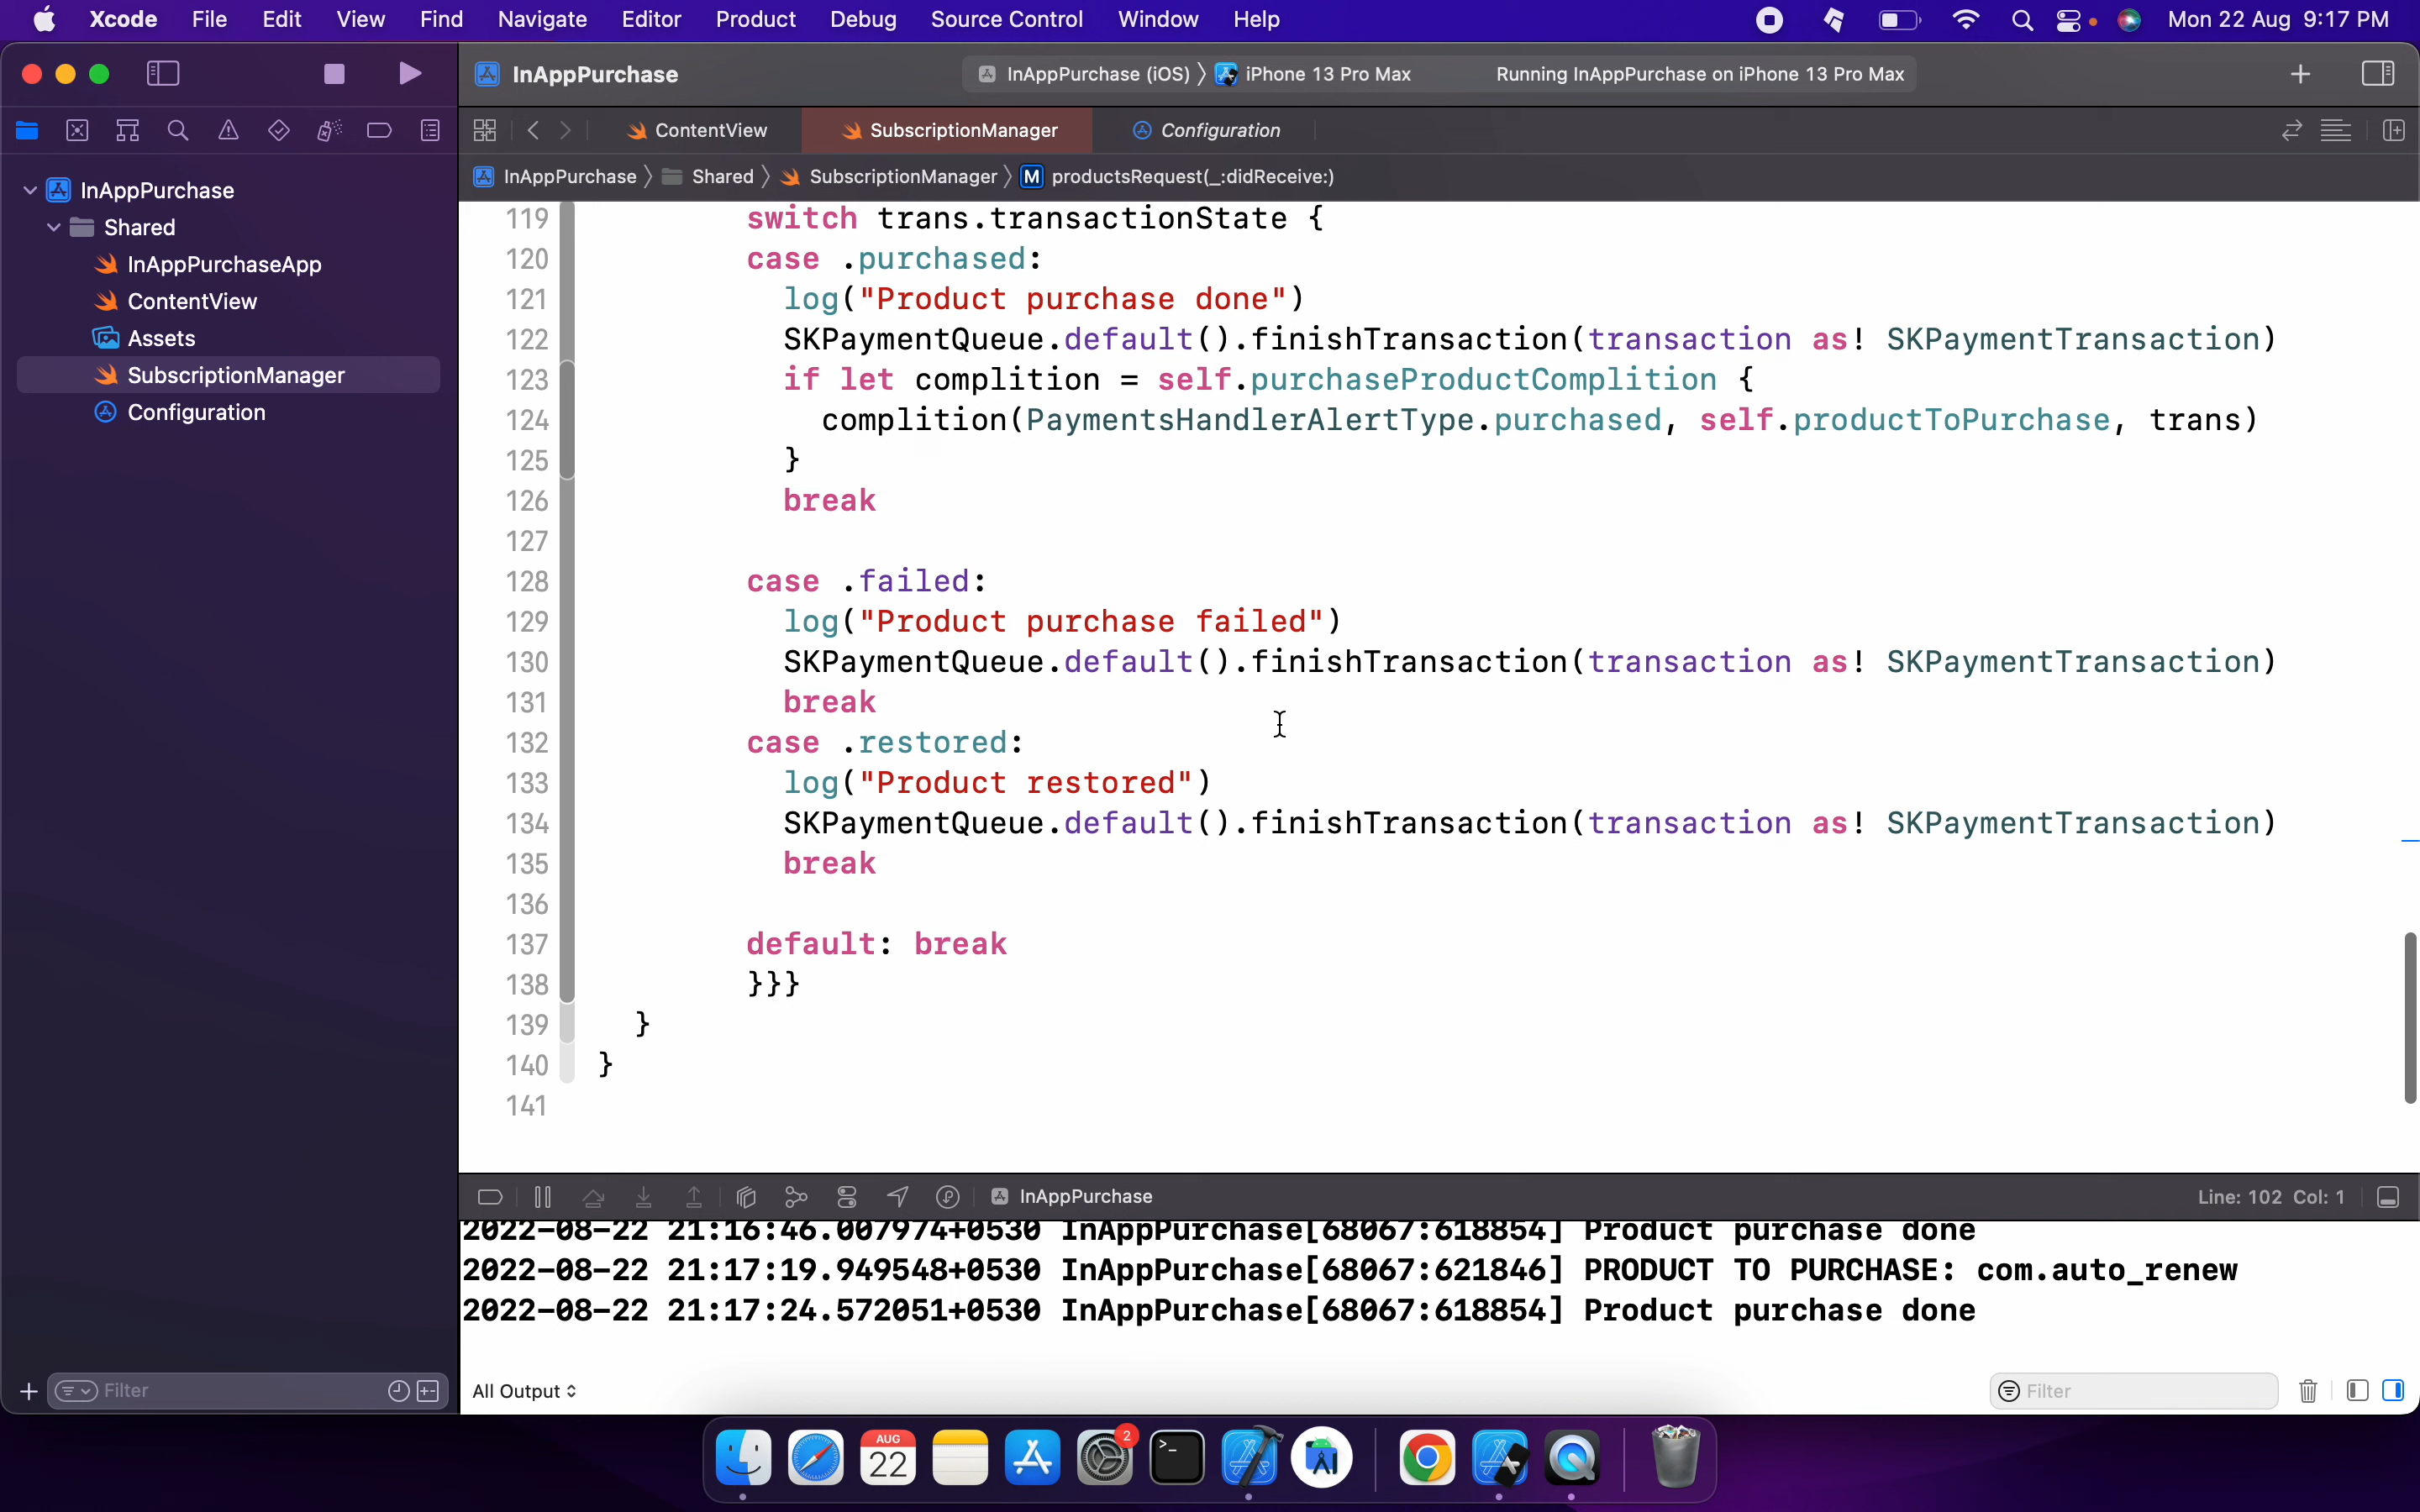 Xcode File Edit View Find Navigate Editor Product Debug Source Control Window Help Mon 22 Aug 9:17 PM
InAppPurchase InAppPurchase (iOS) iPhone 13 Pro Max Running InAppPurchase on iPhone 13 Pro Max
ContentView SubscriptionManager Configuration
InAppPurchase Shared SubscriptionManager M productsRequest(_:didReceive:)
InAppPurchase
Shared
InAppPurchaseApp
ContentView
Assets
SubscriptionManager
Configuration
119 switch trans.transactionState {
120 case .purchased:
121 log("Product purchase done")
122 SKPaymentQueue.default().finishTransaction(transaction as! SKPaymentTransaction)
123 if let complition = self.purchaseProductComplition {
124 complition(PaymentsHandlerAlertType.purchased, self.productToPurchase, trans)
125 }
126 break
127
128 case .failed:
129 log("Product purchase failed")
130 SKPaymentQueue.default().finishTransaction(transaction as! SKPaymentTransaction)
131 break
132 case .restored:
133 log("Product restored")
134 SKPaymentQueue.default().finishTransaction(transaction as! SKPaymentTransaction)
135 break
136
137 default: break
138 }}}
139 }
140 }
141
InAppPurchase Line: 102 Col: 1
2022-08-22 21:16:46.007974+0530 InAppPurchase[68067:618854] Product purchase done
2022-08-22 21:17:19.949548+0530 InAppPurchase[68067:621846] PRODUCT TO PURCHASE: com.auto_renew
2022-08-22 21:17:24.572051+0530 InAppPurchase[68067:618854] Product purchase done
Filter All Output Filter
AUG
22
2